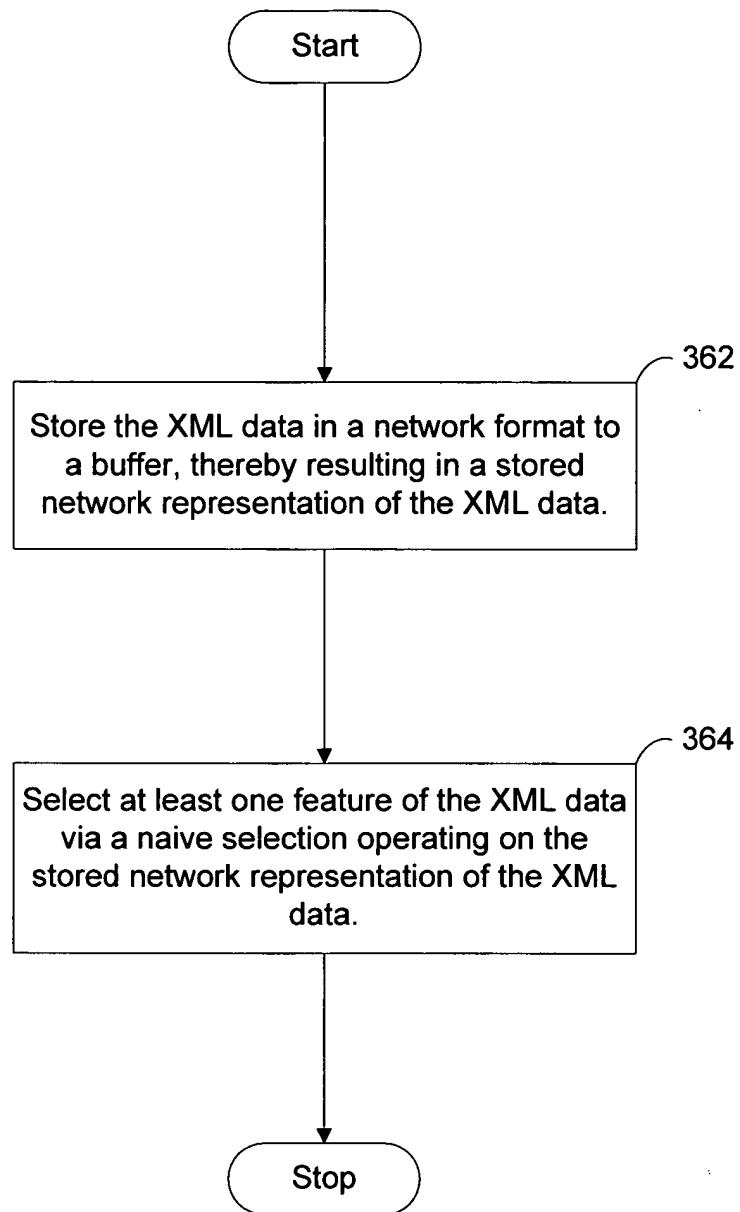 Start
362
Store the XML data in a network format to
a buffer, thereby resulting in a stored
network representation of the XML data.
364
Select at least one feature of the XML data
via a naive selection operating on the
stored network representation of the XML
data.
Stop